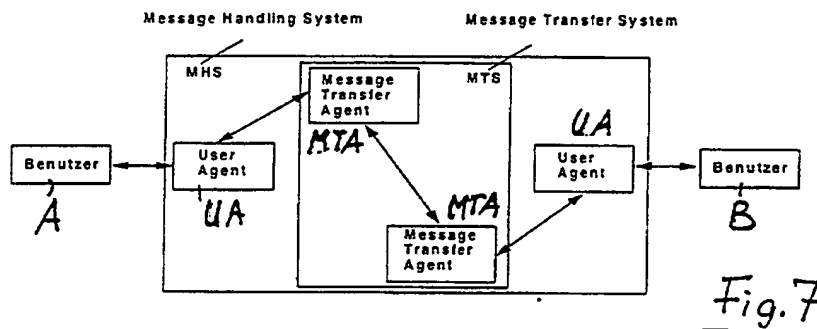 Message Handling System
Message Transfer System
MHS
MTS
Message
Transfer
Agent
MTA
UA
Benutzer
User
Agent
User
Agent
Benutzer
A
UA
MTA
B
Message
Transfer
Agent
Fig. 7